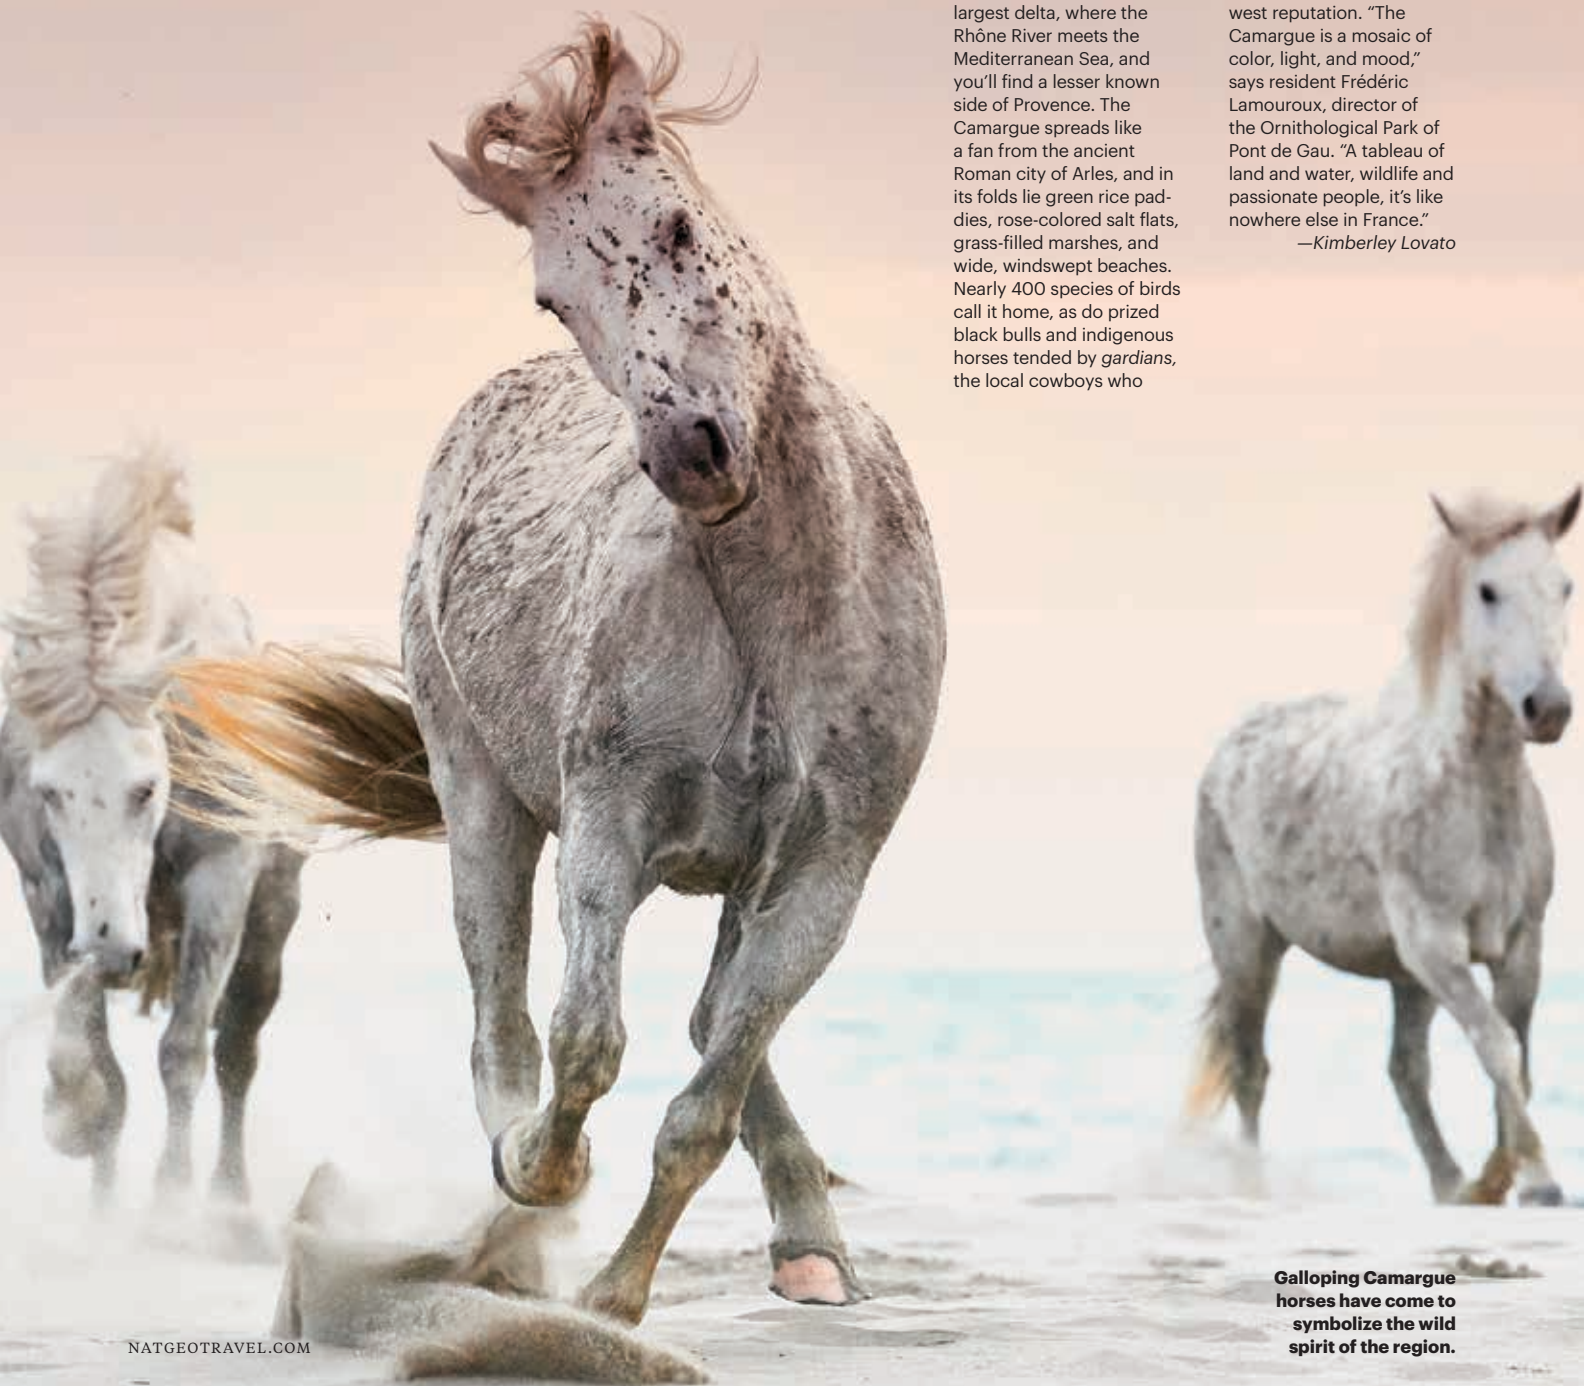 largest delta, where the
Rhône River meets the
Mediterranean Sea, and
you’ll find a lesser known
side of Provence. The
Camargue spreads like
a fan from the ancient
Roman city of Arles, and in
its folds lie green rice pad-
dies, rose-colored salt flats,
grass-filled marshes, and
wide, windswept beaches.
Nearly 400 species of birds
call it home, as do prized
black bulls and indigenous
horses tended by gardians,
the local cowboys who
west reputation. “The
Camargue is a mosaic of
color, light, and mood,”
says resident Frédéric
Lamouroux, director of
the Ornithological Park of
Pont de Gau. “A tableau of
land and water, wildlife and
passionate people, it’s like
nowhere else in France.”
—Kimberley Lovato
Galloping Camargue
horses have come to
symbolize the wild
spirit of the region.
NATGEOTRAVEL.COM